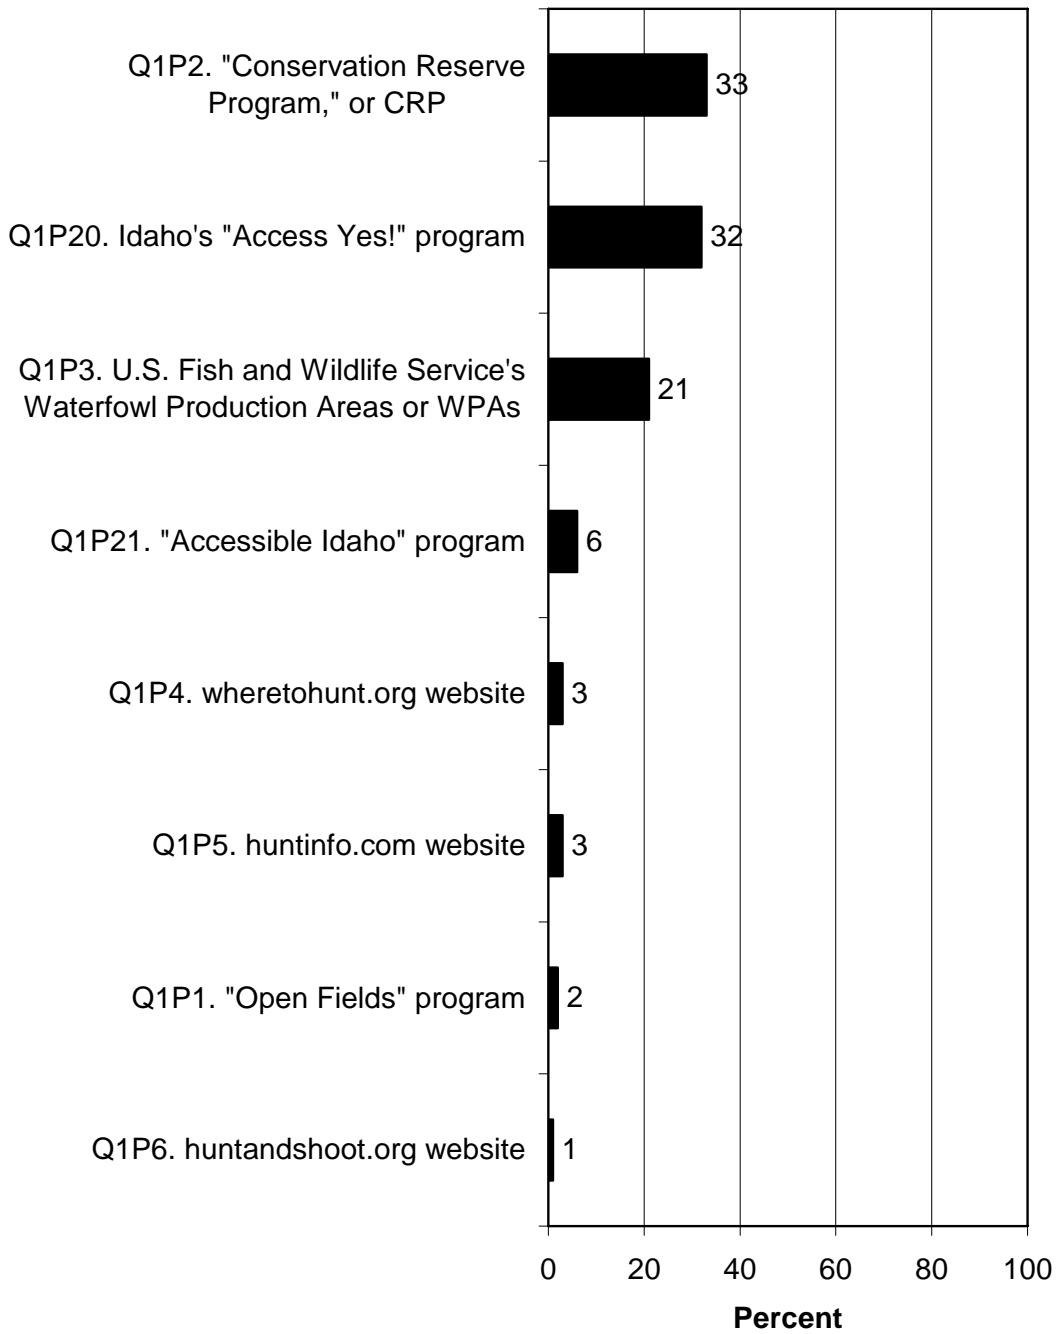 Q1P2. "Conservation Reserve
Program," or CRP
33
Q1P20. Idaho's "Access Yes!" program
32
Q1P3. U.S. Fish and Wildlife Service's
Waterfowl Production Areas or WPAs
21
Q1P21. "Accessible Idaho" program
6
Q1P4. wheretohunt.org website
3
Q1P5. huntinfo.com website
3
Q1P1. "Open Fields" program
2
Q1P6. huntandshoot.org website
1
0 20 40 60 80 100
Percent